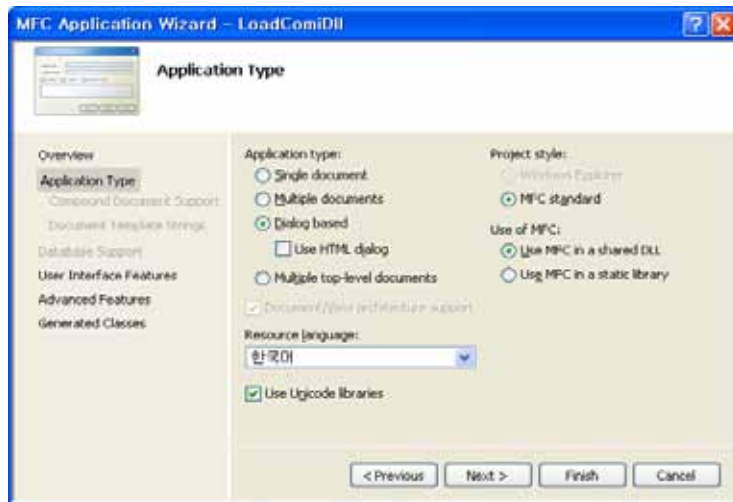 MFC Application Wizard - LoadComiDll
Application Type
Overview
Application Type
Compound Document Support
Document Template Strings
Database Support
User Interface Features
Advanced Features
Generated Classes
Application type:
Single document
Multiple documents
Dialog based
Use HTML dialog
Multiple top-level documents
Document/View architecture support
Resource language:
한국어
Use Unicode libraries
Project style:
Windows Explorer
MFC standard
Use of MFC:
Use MFC in a shared DLL
Use MFC in a static library
< Previous
Next >
Finish
Cancel